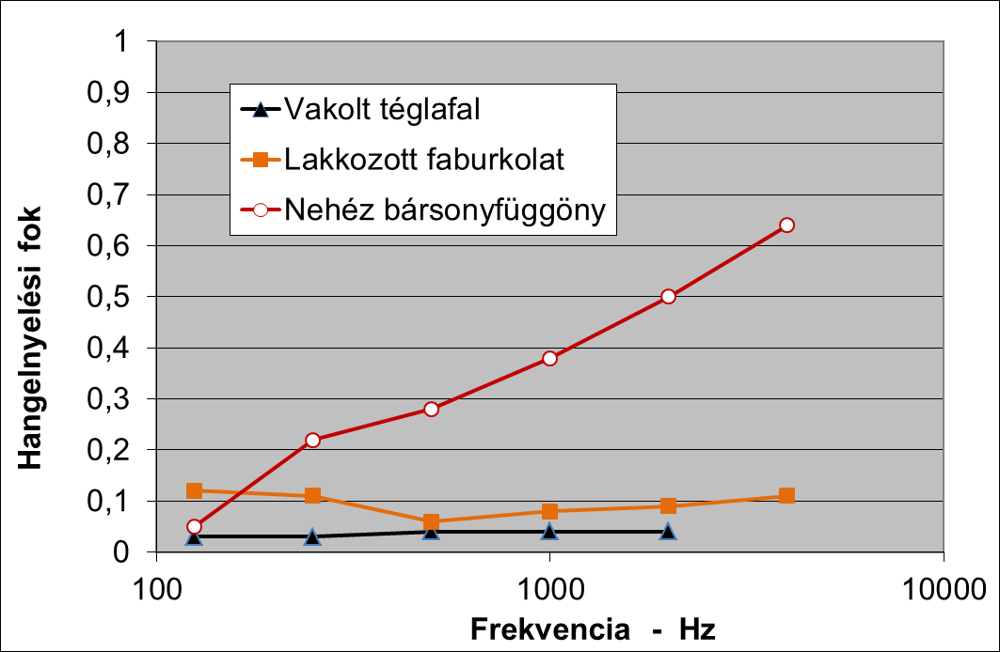 1
0,9
0,8
0,7
0,6
0,5
0,4
0,3
0,2
0,1
0
Hangelnyelési fok
Vakolt téglafal
Lakkozott faburkolat
Nehéz bársonyfüggöny
100 1000 10000
Frekvencia - Hz